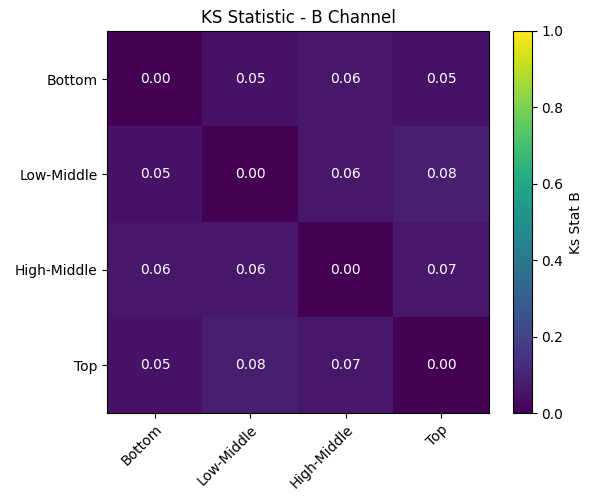 KS Statistic - B Channel
Bottom 0.00 0.05 0.06 0.05
Low-Middle 0.05 0.00 0.06 0.08
High-Middle 0.06 0.06 0.00 0.07
Top 0.05 0.08 0.07 0.00
Bottom Low-Middle High-Middle Top
1.0
0.8
0.6
0.4
0.2
0.0
Ks Stat B